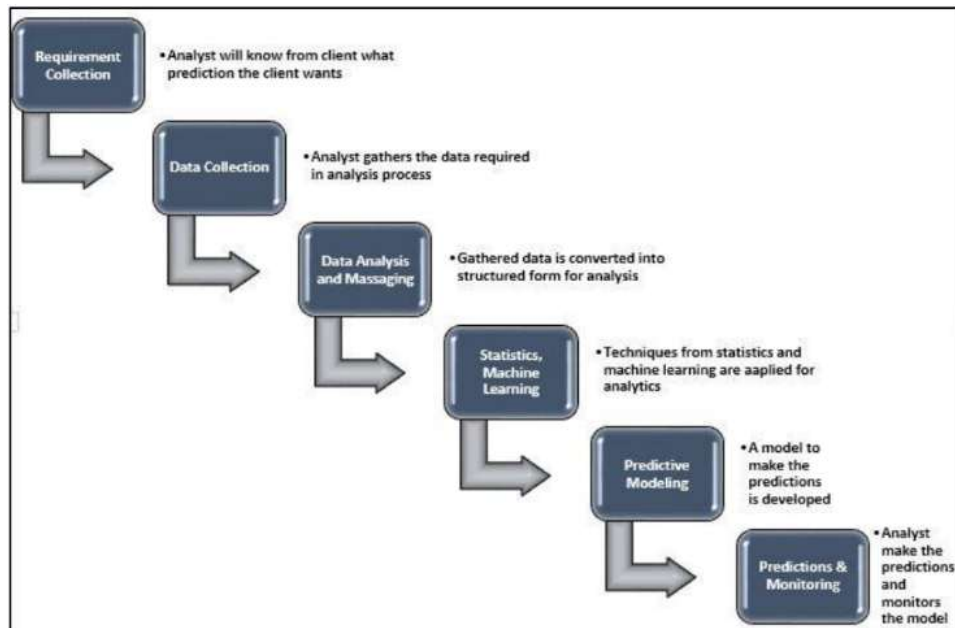 Requirement
Collection
•Analyst will know from client what
prediction the client wants
Data Collection
•Analyst gathers the data required
in analysis process
Data Analysis
and Massaging
•Gathered data is converted into
structured form for analysis
Statistics,
Machine
Learning
•Techniques from statistics and
machine learning are aaplied for
analytics
Predictive
Modeling
•A model to
make the
predictions
is developed
Predictions &
Monitoring
•Analyst
make the
predictions
and
monitors
the model